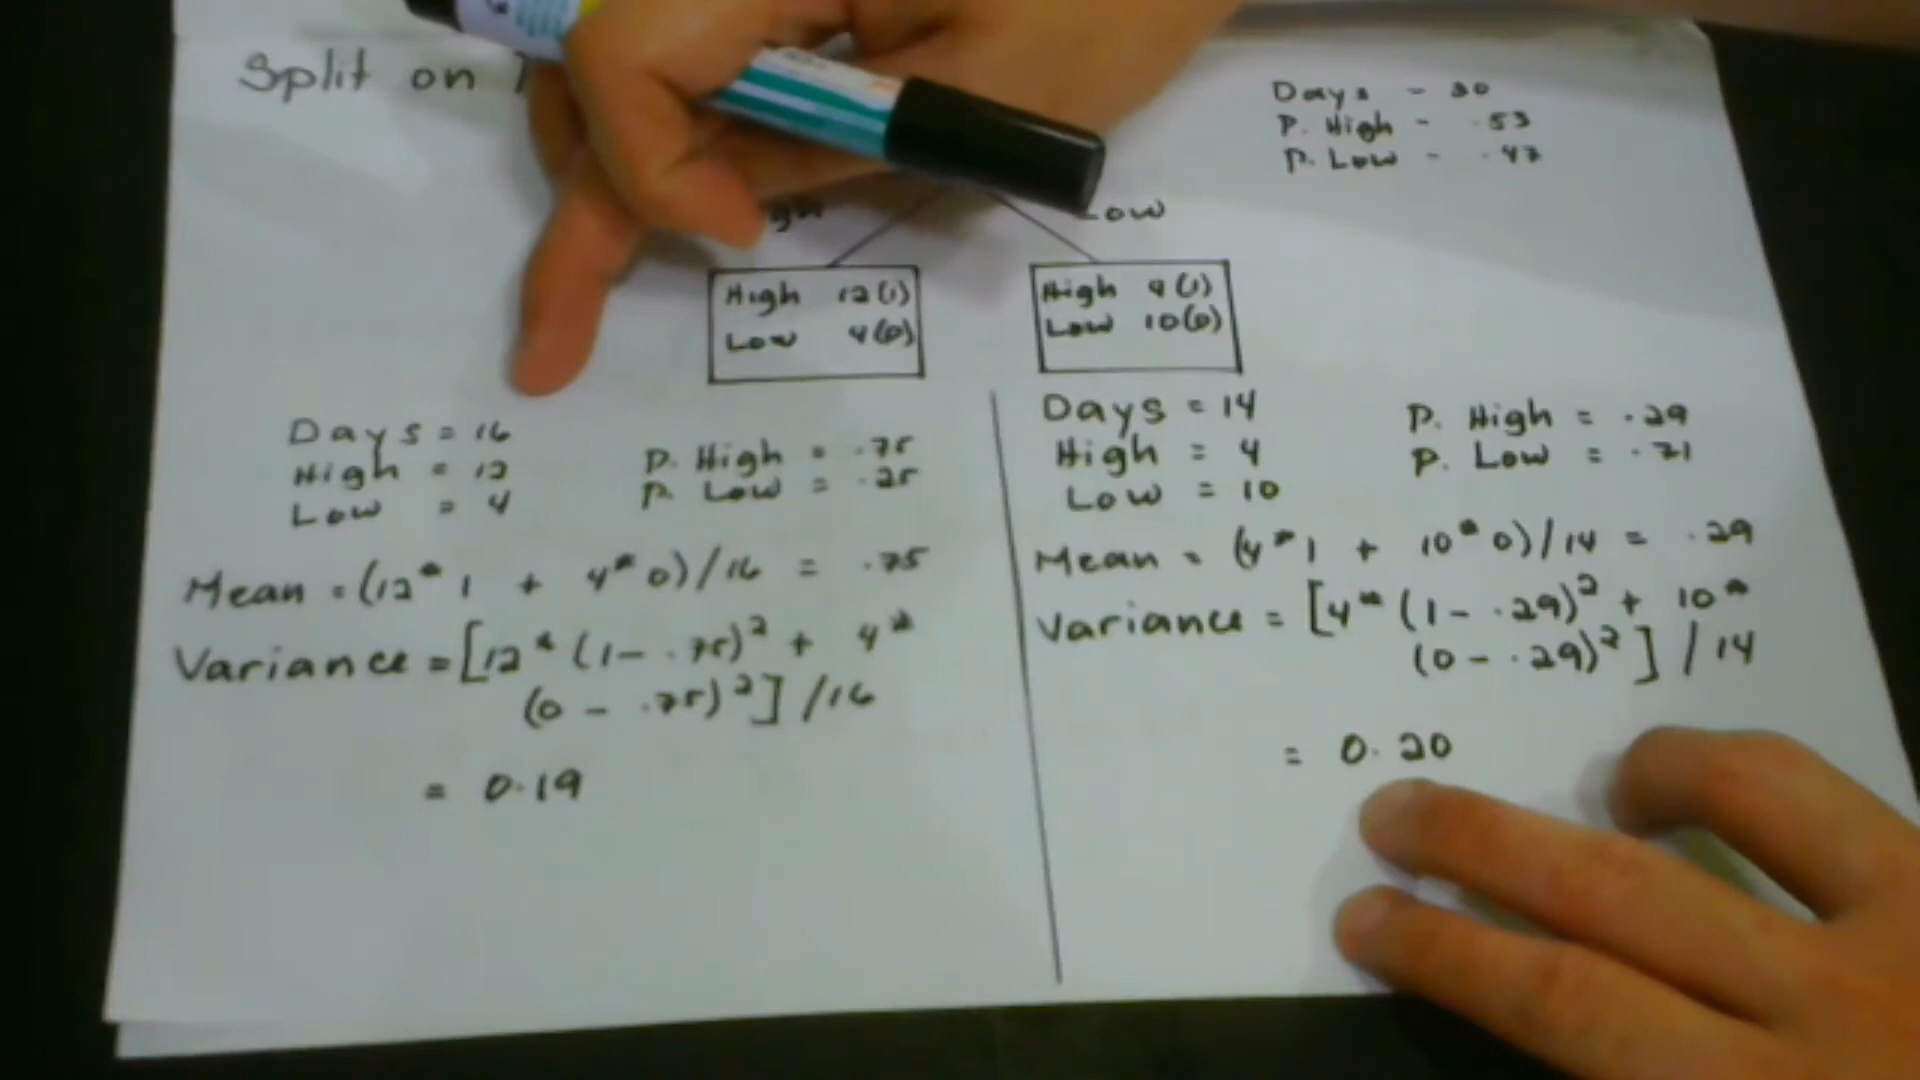 Split on
Days - 30
P. High - .53
P. Low - .47
Low
High 12(1)
Low 4(0)
High 4(1)
Low 10(0)
Days = 16
High = 12
Low = 4
P. High = .75
P. Low = .25
Mean = (12* 1 + 4* 0)/16 = .75
Variance = [12* (1- .75)² + 4*
(0 - .75)²] /16
= 0.19
Days = 14
High = 4
Low = 10
P. High = .29
P. Low = .71
Mean = (4*1 + 10*0)/14 = .29
Variance = [4* (1- .29)² + 10*
(0 - .29)²] /14
= 0.20